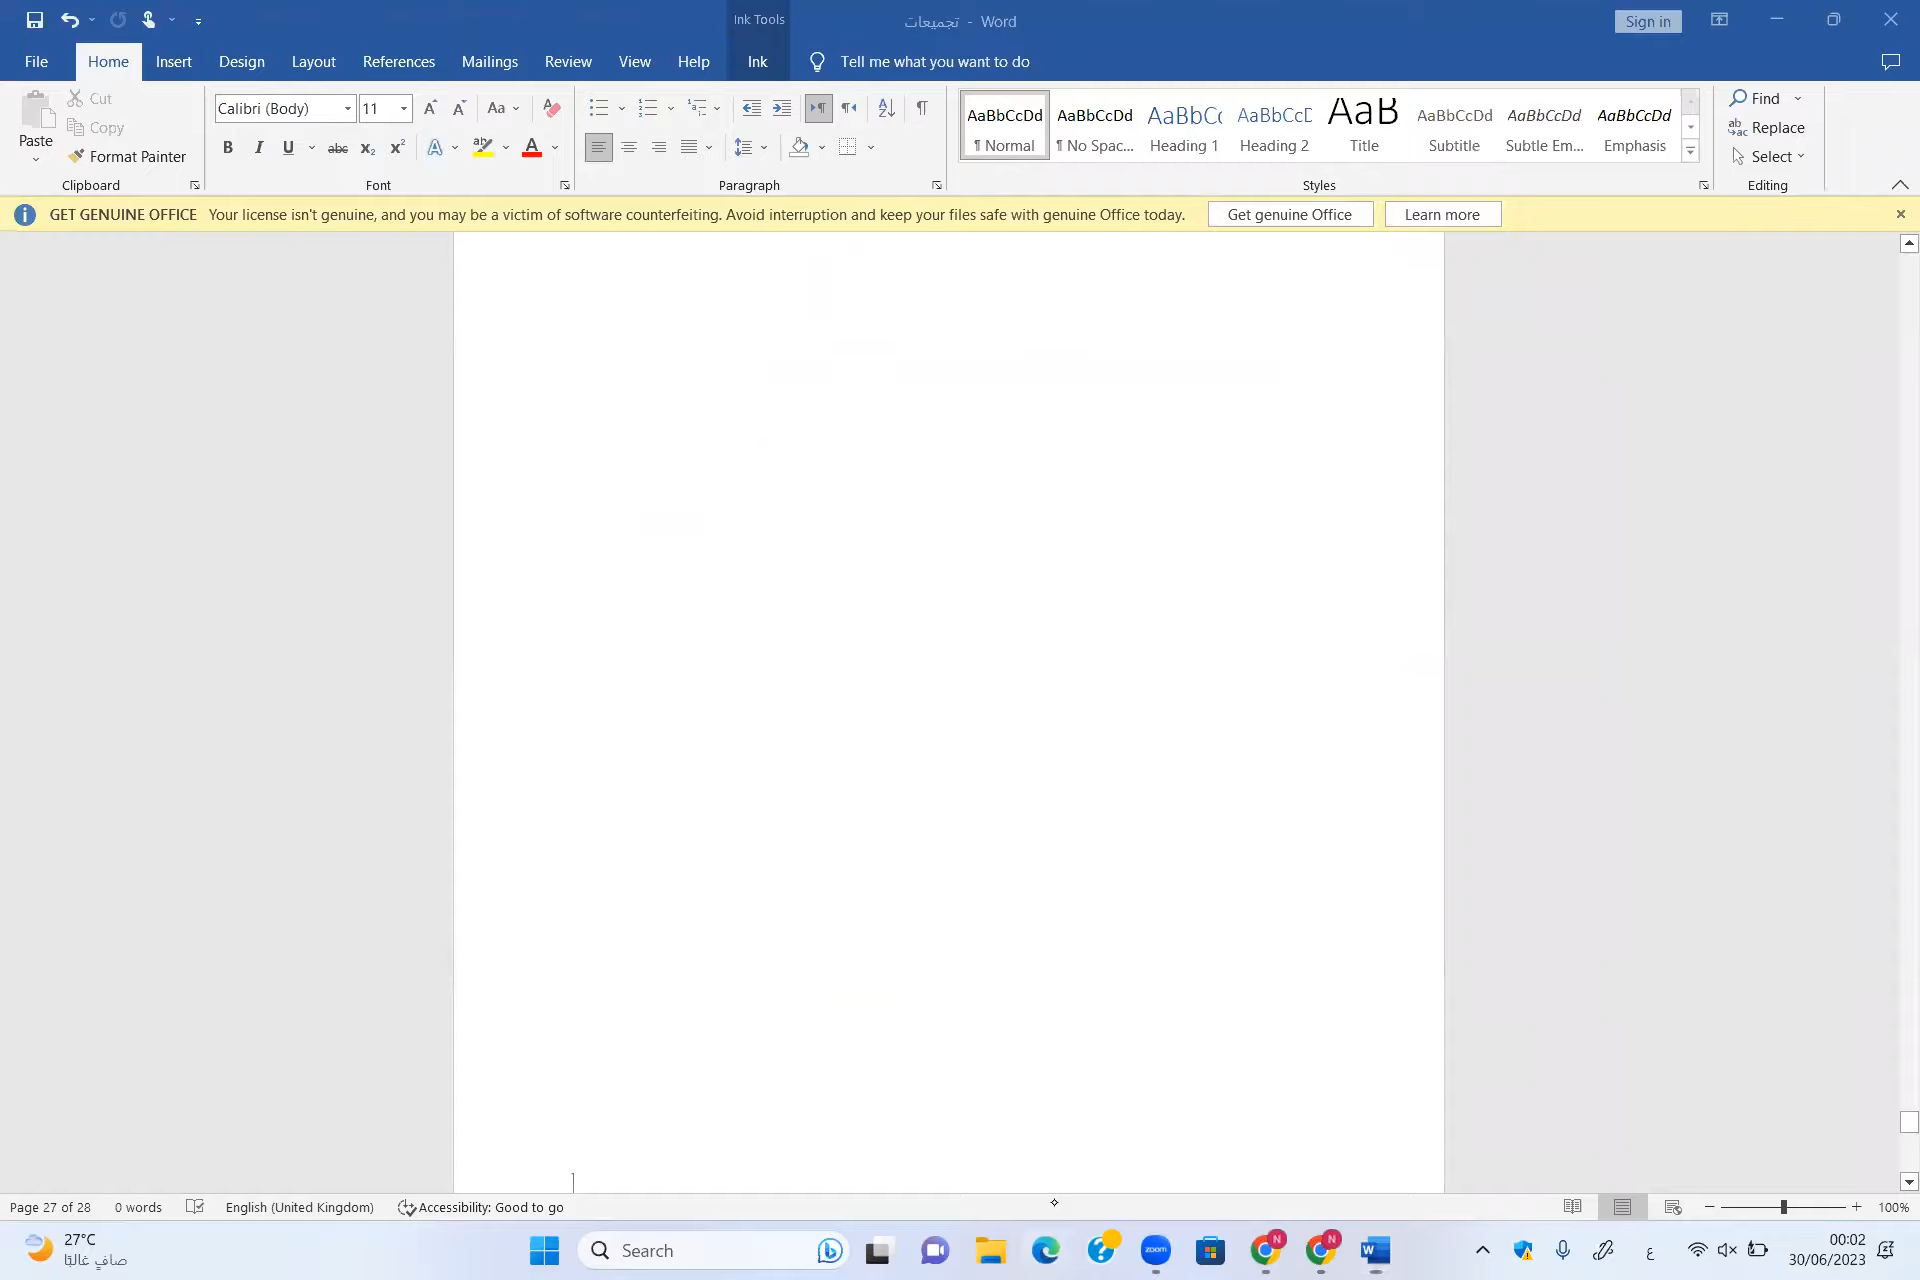 Ink Tools
تجميعات - Word
Sign in
File
Home
Insert
Design
Layout
References
Mailings
Review
View
Help
Ink
Tell me what you want to do
Paste
Cut
Copy
Format Painter
Clipboard
Calibri (Body)
11
Font
Paragraph
AaBbCcDd
¶ Normal
AaBbCcDd
¶ No Spac...
AaBbCc
Heading 1
AaBbCcD
Heading 2
AaB
Title
AaBbCcDd
Subtitle
AaBbCcDd
Subtle Em...
AaBbCcDd
Emphasis
Styles
Find
Replace
Select
Editing
GET GENUINE OFFICE Your license isn't genuine, and you may be a victim of software counterfeiting. Avoid interruption and keep your files safe with genuine Office today.
Get genuine Office
Learn more
Page 27 of 28
0 words
English (United Kingdom)
Accessibility: Good to go
100%
27°C
صافٍ غالبًا
Search
zoom
N
N
W
ع
00:02
30/06/2023